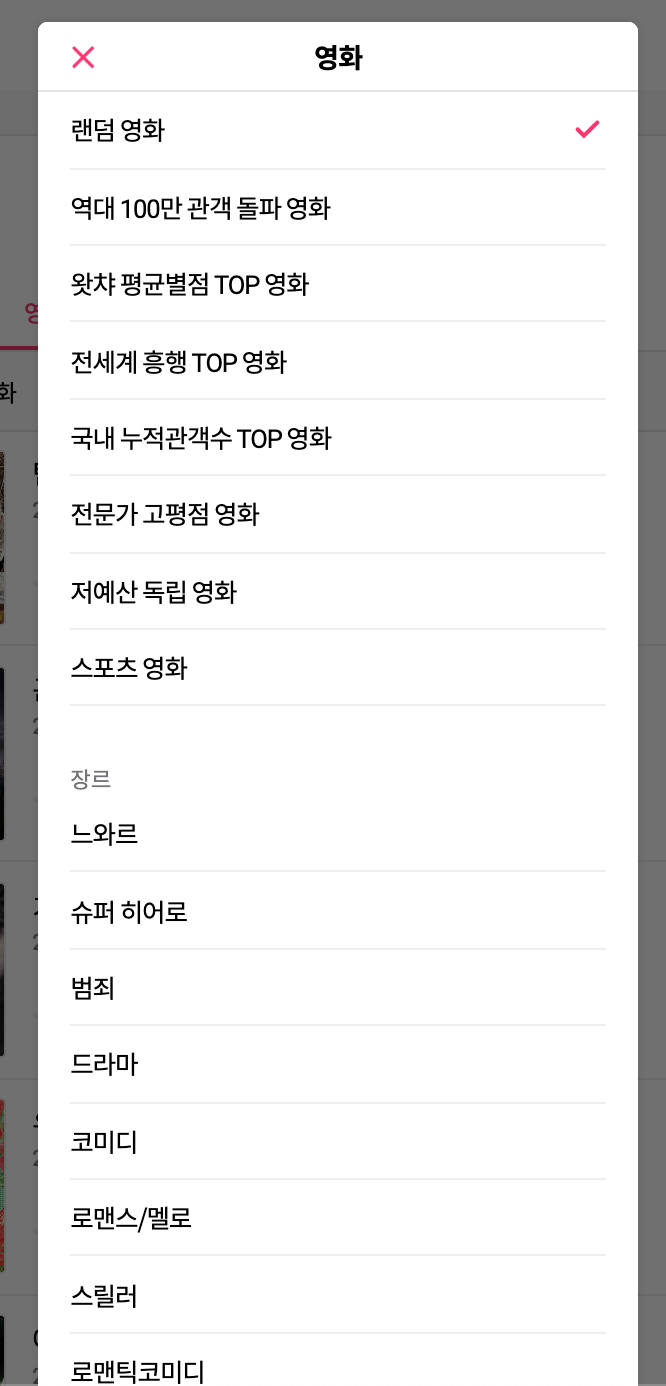 영화
랜덤 영화
역대 100만 관객 돌파 영화
왓챠 평균별점 TOP 영화
전세계 흥행 TOP 영화
국내 누적관객수 TOP 영화
전문가 고평점 영화
저예산 독립 영화
스포츠 영화
장르
느와르
슈퍼 히어로
범죄
드라마
코미디
로맨스/멜로
스릴러
로맨틱코미디
화